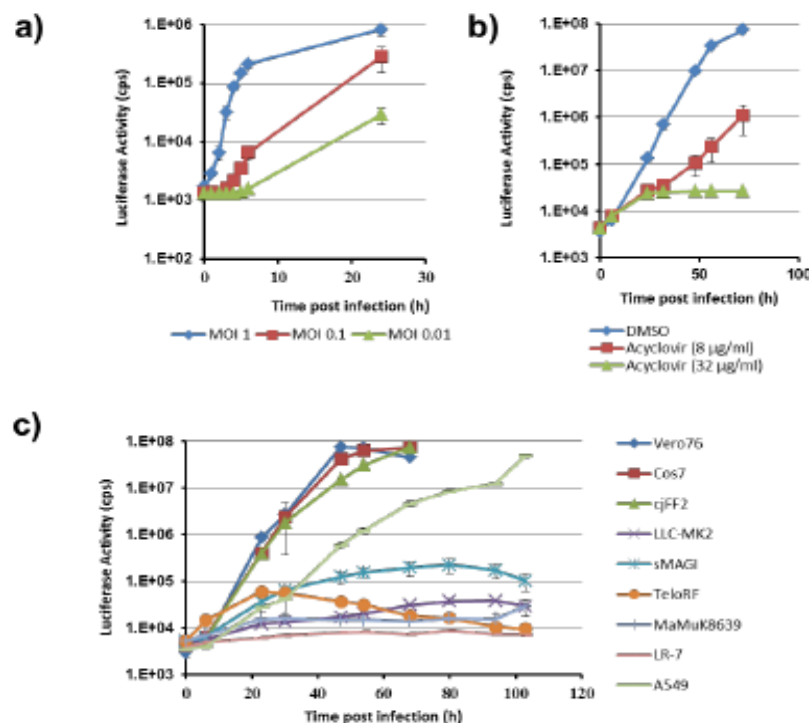 a)
1.E+06
1.E+05
1.E+04
1.E+03
1.E+02
Luciferase Activity (cps)
0 10 20 30
Time post infection (h)
MOI 1 MOI 0.1 MOI 0.01
b)
1.E+08
1.E+07
1.E+06
1.E+05
1.E+04
1.E+03
Luciferase Activity (cps)
0 50 100
Time post infection (h)
DMSO
Acyclovir (8 µg/ml)
Acyclovir (32 µg/ml)
c)
1.E+08
1.E+07
1.E+06
1.E+05
1.E+04
1.E+03
Luciferase Activity (cps)
0 20 40 60 80 100 120
Time post infection (h)
Vero76
Cos7
cjFF2
LLC-MK2
sMAGI
TeloRF
MaMuK8639
LR-7
A549